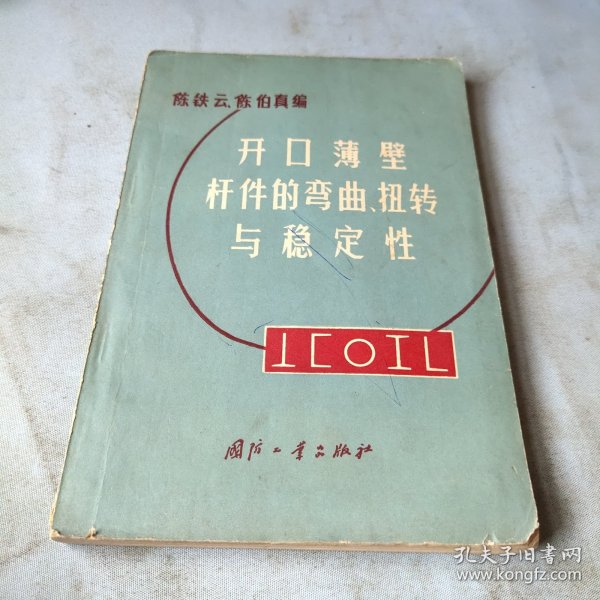 陈铁云、陈伯真编
开口薄壁
杆件的弯曲、扭转
与稳定性
国防工业出版社
孔夫子旧书网
www.kongfz.com